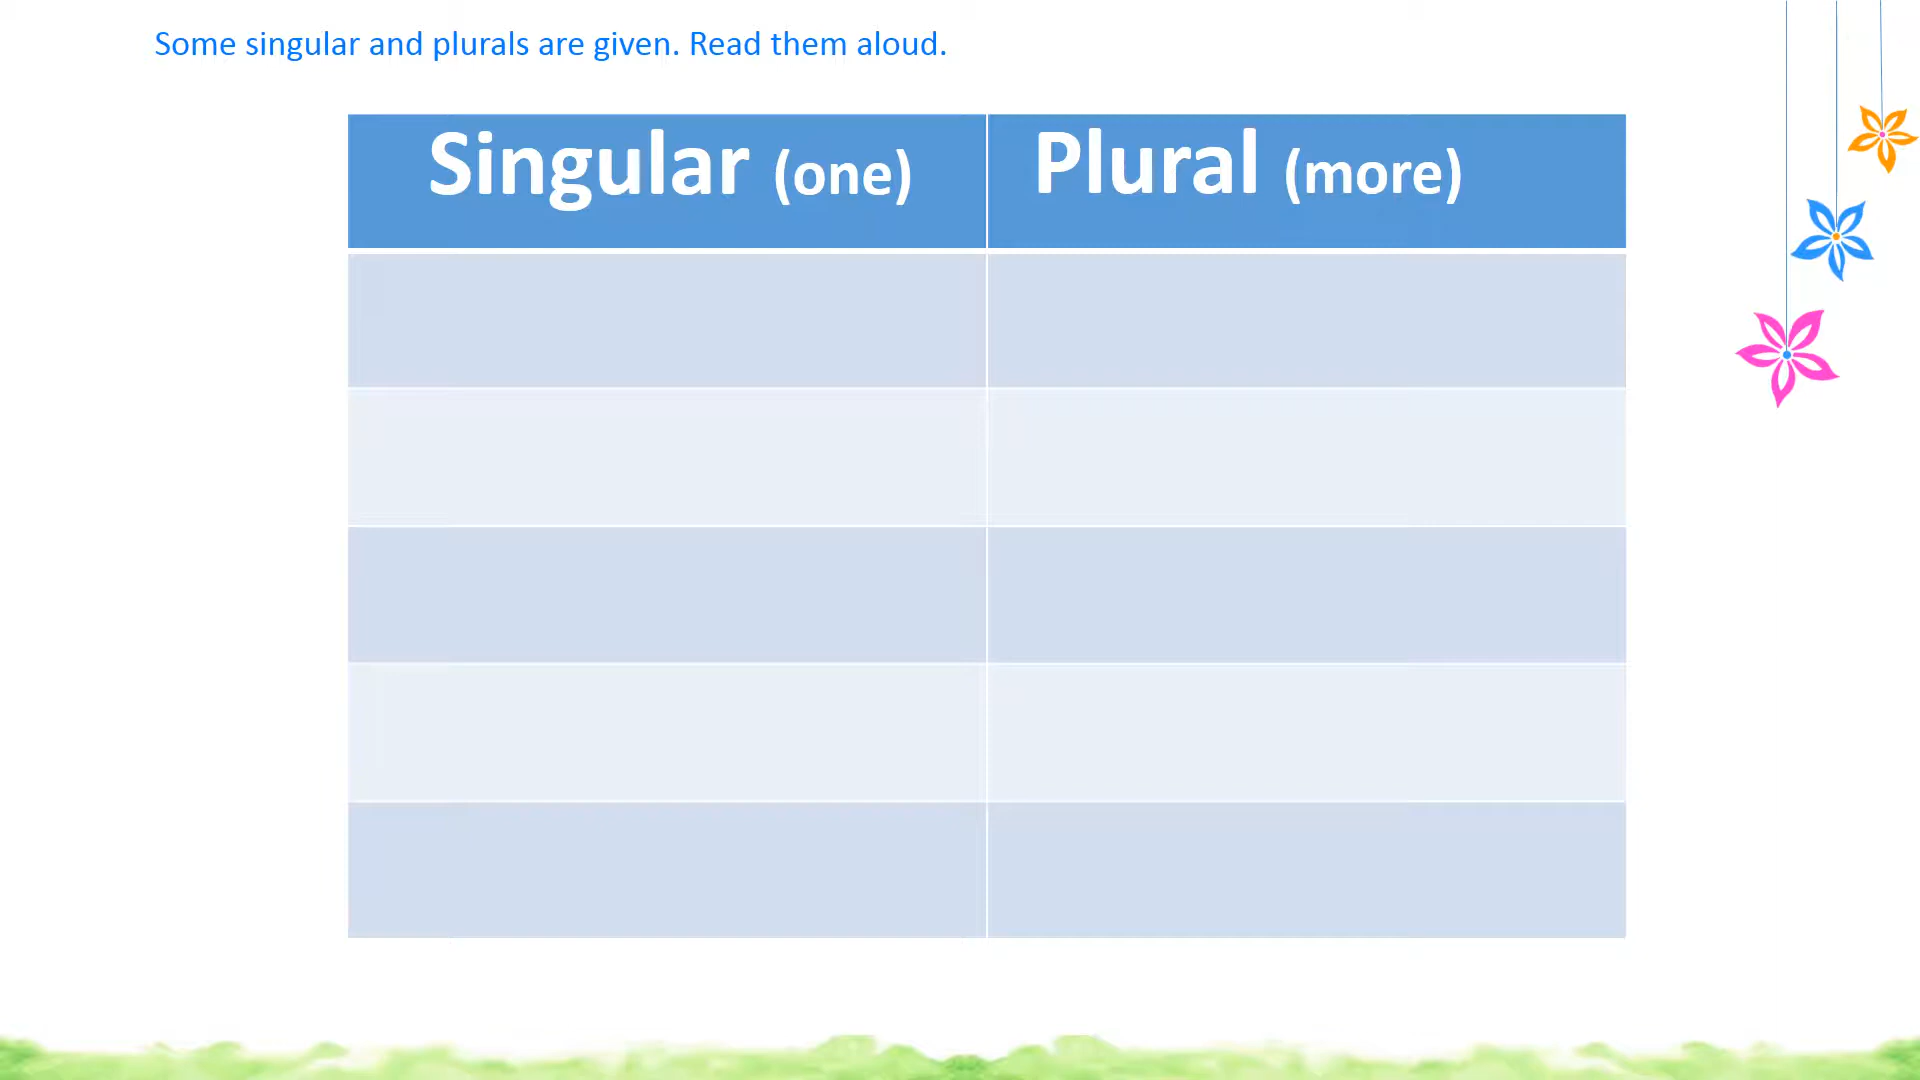 Some singular and plurals are given. Read them aloud.
Singular (one) Plural (more)